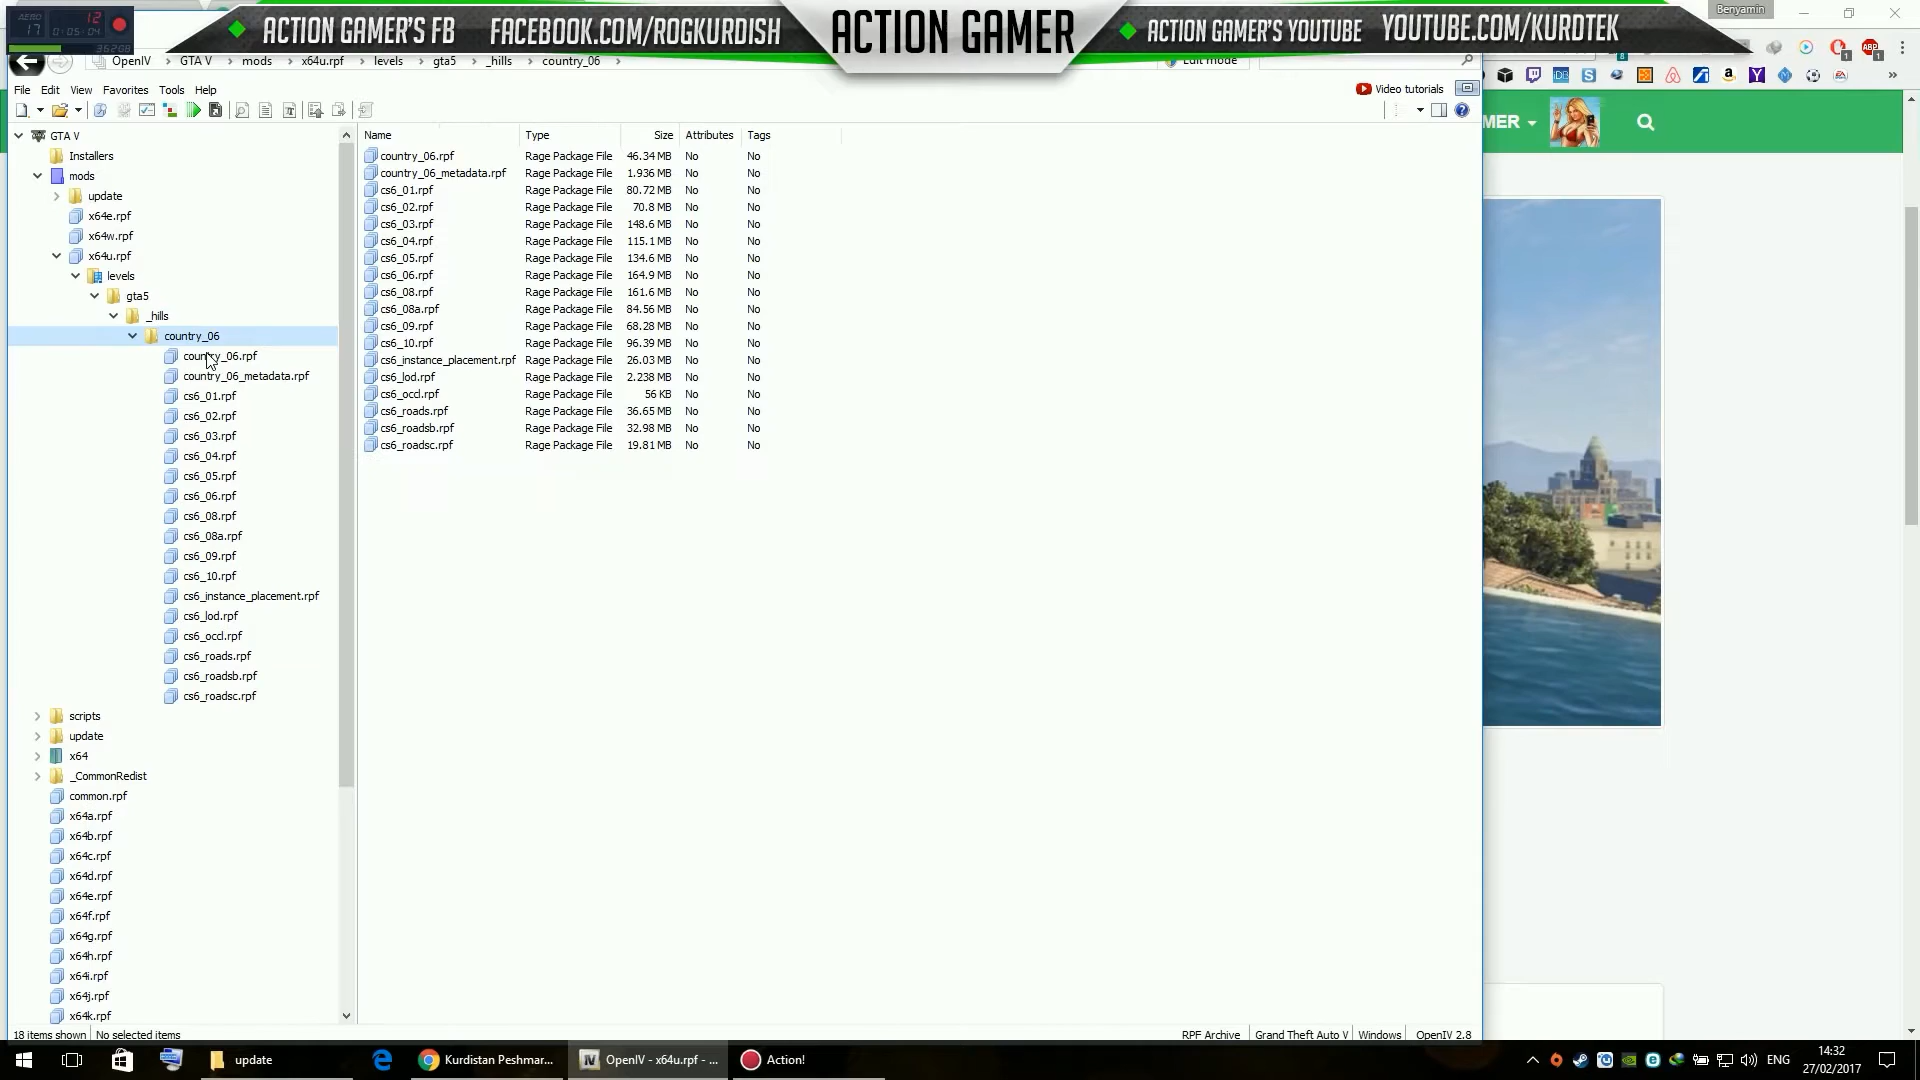 AERO
17
12
0:05:04
36208
ACTION GAMER'S FB
FACEBOOK.COM/ROGKURDISH
ACTION GAMER
ACTION GAMER'S YOUTUBE
YOUTUBE.COM/KURDTEK
Benyamin
OpenIV
GTA V
mods
x64u.rpf
levels
gta5
_hills
country_06
Edit mode
File Edit View Favorites Tools Help
Video tutorials
MER
GTA V
Installers
mods
update
x64e.rpf
x64w.rpf
x64u.rpf
levels
gta5
_hills
country_06
country_06.rpf
country_06_metadata.rpf
cs6_01.rpf
cs6_02.rpf
cs6_03.rpf
cs6_04.rpf
cs6_05.rpf
cs6_06.rpf
cs6_08.rpf
cs6_08a.rpf
cs6_09.rpf
cs6_10.rpf
cs6_instance_placement.rpf
cs6_lod.rpf
cs6_occl.rpf
cs6_roads.rpf
cs6_roadsb.rpf
cs6_roadsc.rpf
scripts
update
x64
_CommonRedist
common.rpf
x64a.rpf
x64b.rpf
x64c.rpf
x64d.rpf
x64e.rpf
x64f.rpf
x64g.rpf
x64h.rpf
x64i.rpf
x64j.rpf
x64k.rpf
Name Type Size Attributes Tags
country_06.rpf Rage Package File 46.34 MB No No
country_06_metadata.rpf Rage Package File 1.936 MB No No
cs6_01.rpf Rage Package File 80.72 MB No No
cs6_02.rpf Rage Package File 70.8 MB No No
cs6_03.rpf Rage Package File 148.6 MB No No
cs6_04.rpf Rage Package File 115.1 MB No No
cs6_05.rpf Rage Package File 134.6 MB No No
cs6_06.rpf Rage Package File 164.9 MB No No
cs6_08.rpf Rage Package File 161.6 MB No No
cs6_08a.rpf Rage Package File 84.56 MB No No
cs6_09.rpf Rage Package File 68.28 MB No No
cs6_10.rpf Rage Package File 96.39 MB No No
cs6_instance_placement.rpf Rage Package File 26.03 MB No No
cs6_lod.rpf Rage Package File 2.238 MB No No
cs6_occl.rpf Rage Package File 56 KB No No
cs6_roads.rpf Rage Package File 36.65 MB No No
cs6_roadsb.rpf Rage Package File 32.98 MB No No
cs6_roadsc.rpf Rage Package File 19.81 MB No No
18 items shown No selected items
RPF Archive Grand Theft Auto V Windows OpenIV 2.8
update
Kurdistan Peshmar...
OpenIV - x64u.rpf - ...
Action!
ENG
14:32
27/02/2017